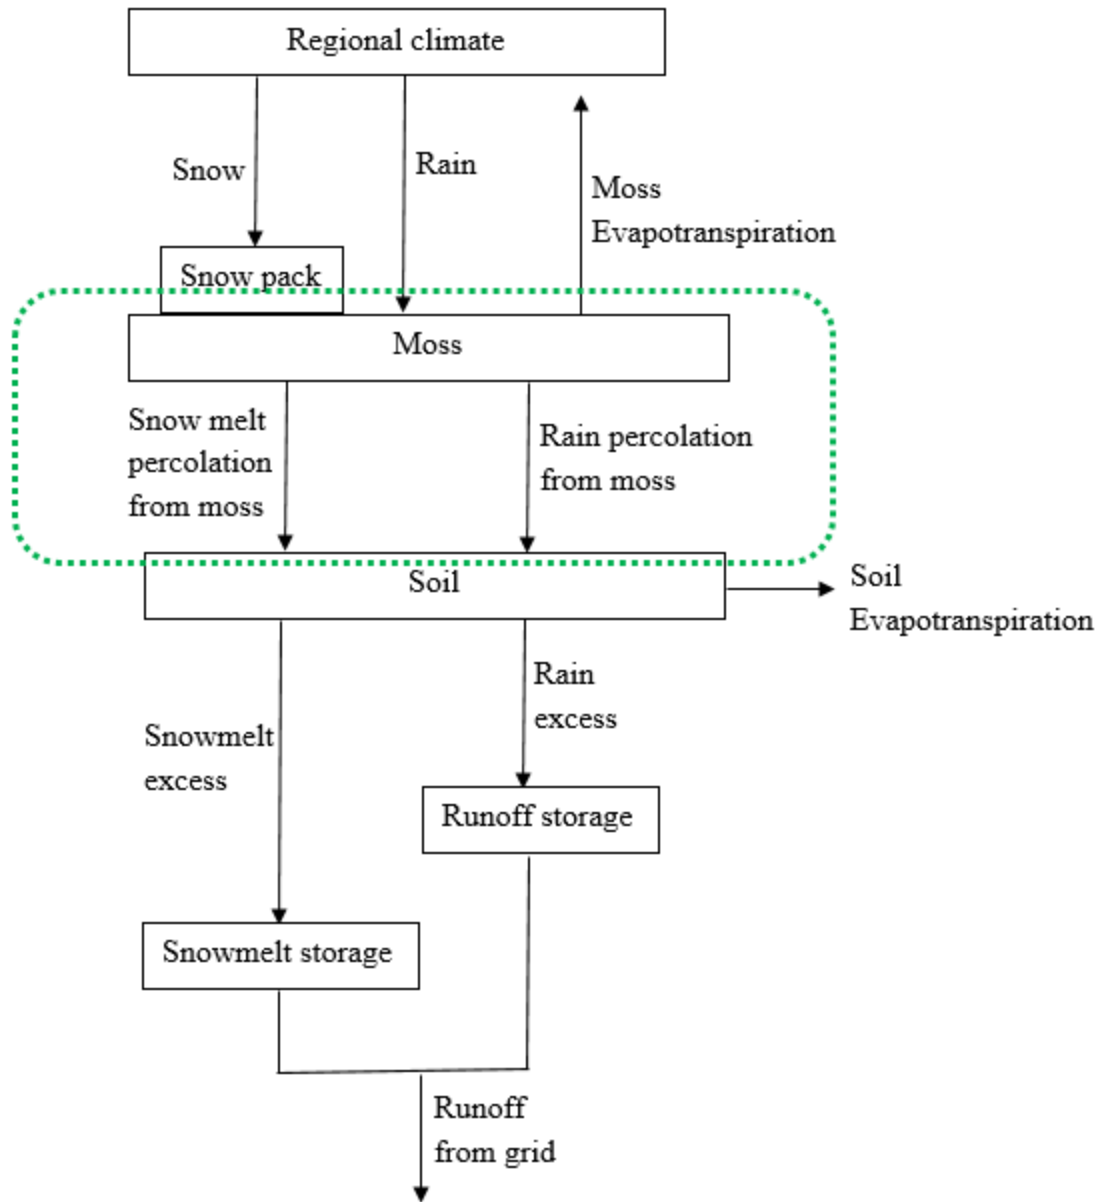 Regional climate
Snow
Rain
Moss
Evapotranspiration
Snow pack
Moss
Snow melt
percolation
from moss
Rain percolation
from moss
Soil
Soil
Evapotranspiration
Rain
excess
Snowmelt
excess
Runoff storage
Snowmelt storage
Runoff
from grid